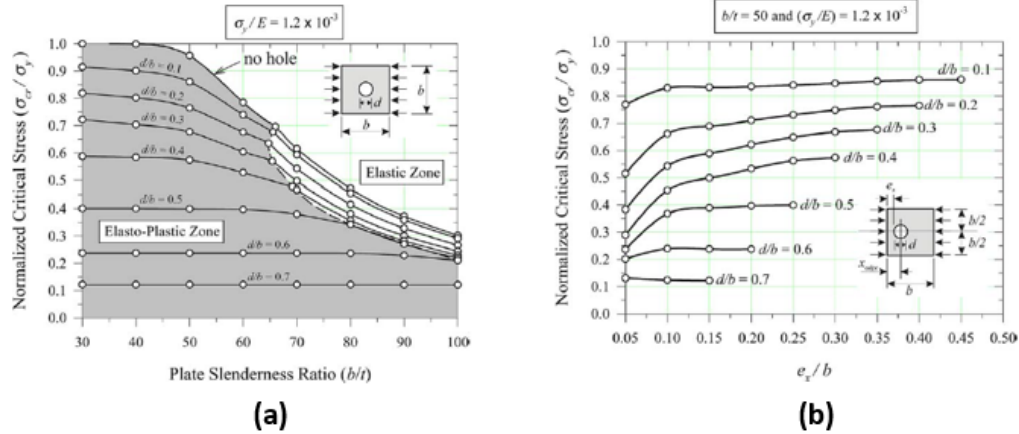 σy / E = 1.2 x 10-3
Normalized Critical Stress (σcr / σy)
1.0
0.9
0.8
0.7
0.6
0.5
0.4
0.3
0.2
0.1
0.0
no hole
d/b= 0.1
d/b= 0.2
d/b= 0.3
d/b= 0.4
d/b= 0.5
d/b= 0.6
d/b= 0.7
b
d
b
Elastic Zone
Elasto-Plastic Zone
30 40 50 60 70 80 90 100
Plate Slenderness Ratio (b/t)
(a)
b/t = 50 and (σy/E) = 1.2 x 10-3
Normalized Critical Stress (σcr / σy)
1.0
0.9
0.8
0.7
0.6
0.5
0.4
0.3
0.2
0.1
0.0
d/b = 0.1
d/b = 0.2
d/b = 0.3
d/b = 0.4
d/b = 0.5
d/b = 0.6
d/b = 0.7
b/2
b/2
d
b
0.05 0.10 0.15 0.20 0.25 0.30 0.35 0.40 0.45 0.50
ex / b
(b)